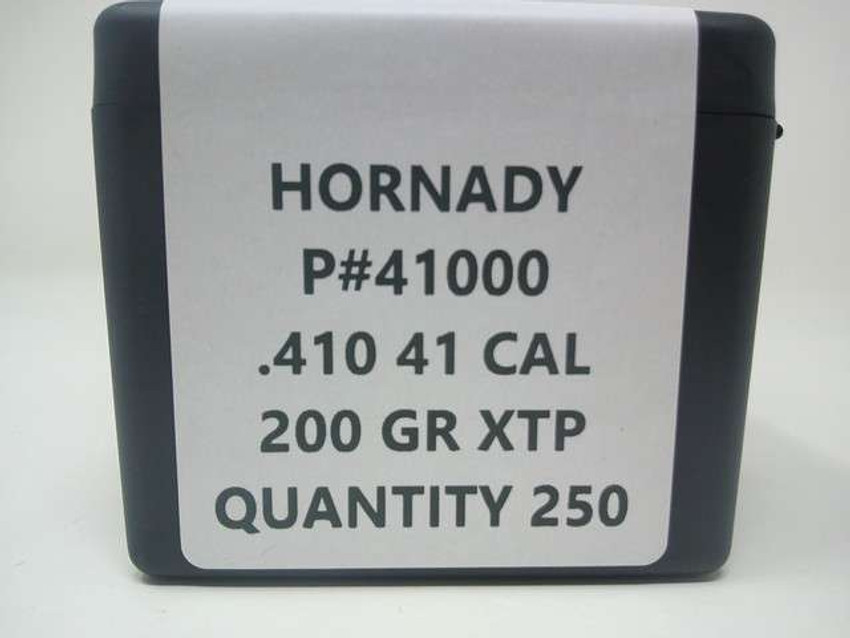 HORNADY
P#41000
.410 41 CAL
200 GR XTP
QUANTITY 250